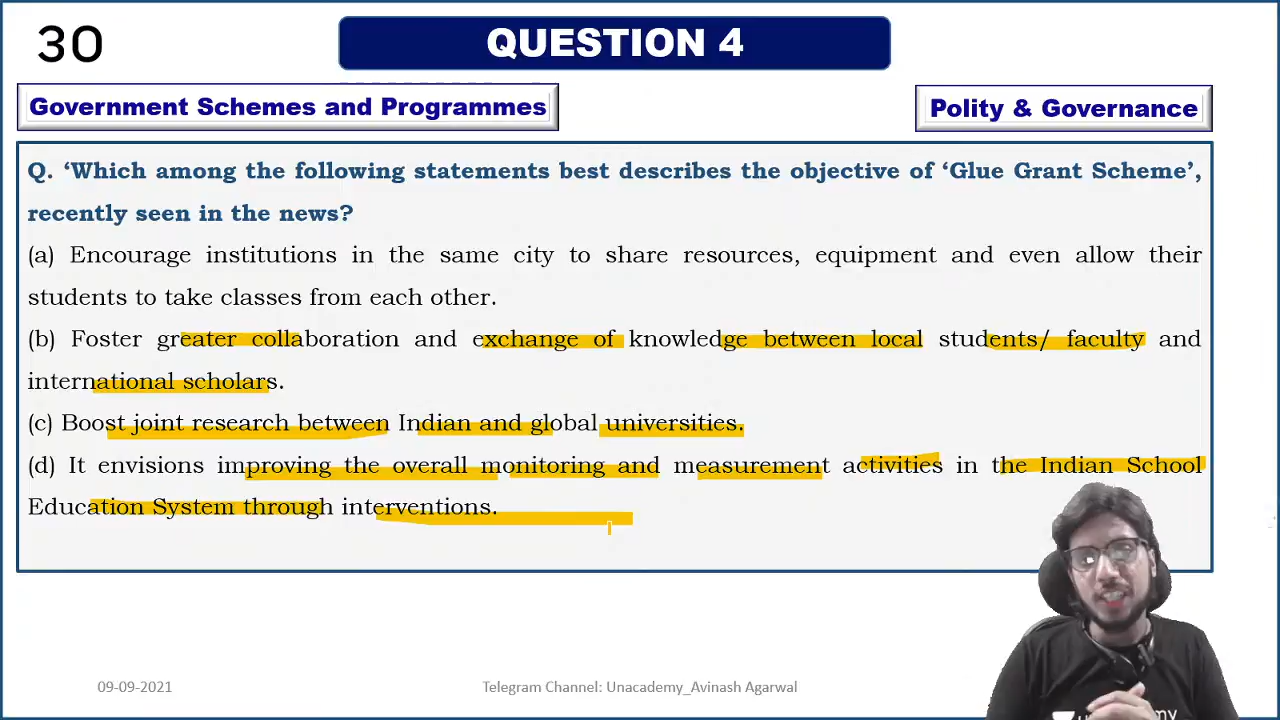 30
QUESTION 4
Government Schemes and Programmes
Polity & Governance
Q. ‘Which among the following statements best describes the objective of ‘Glue Grant Scheme’,
recently seen in the news?
(a) Encourage institutions in the same city to share resources, equipment and even allow their
students to take classes from each other.
(b) Foster greater collaboration and exchange of knowledge between local students/ faculty and
international scholars.
(c) Boost joint research between Indian and global universities.
(d) It envisions improving the overall monitoring and measurement activities in the Indian School
Education System through interventions.
09-09-2021
Telegram Channel: Unacademy_Avinash Agarwal